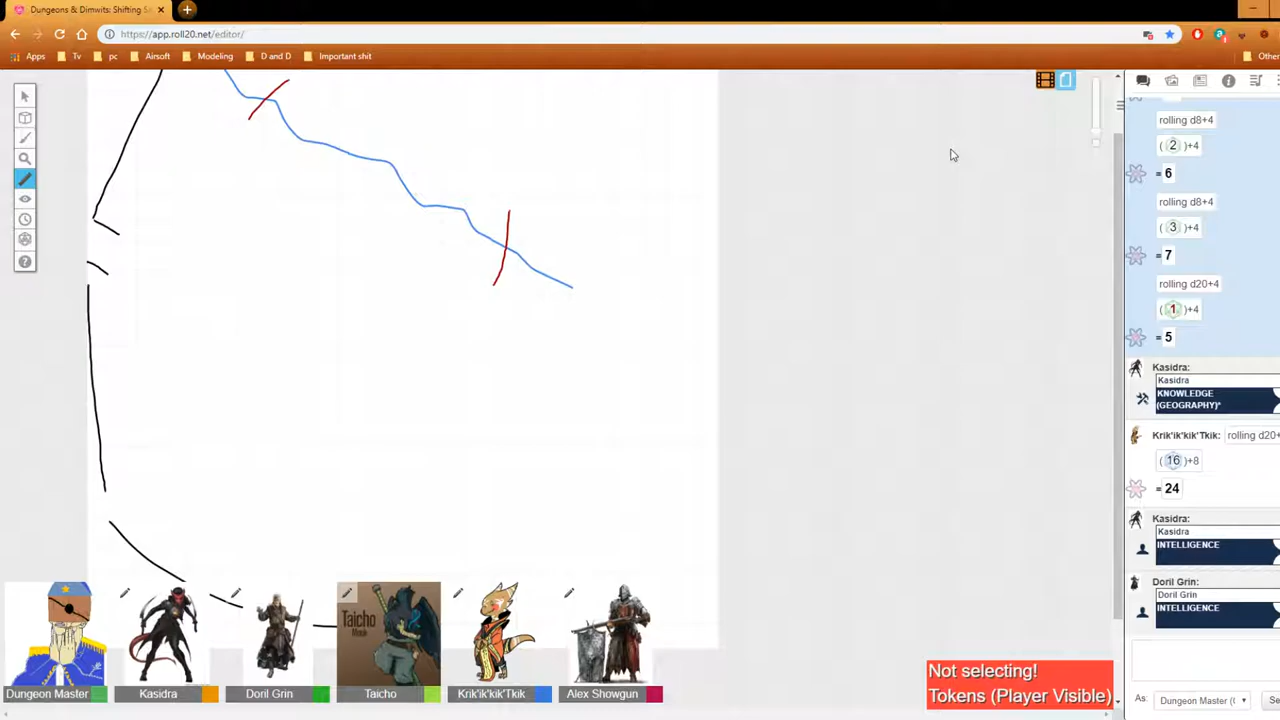 Dungeons & Dimwits: Shifting S
https://app.roll20.net/editor/
Apps Tv pc Airsoft Modeling D and D Important shit Other
rolling d8+4
(2)+4
=6
rolling d8+4
(3)+4
=7
rolling d20+4
(1)+4
=5
Kasidra:
Kasidra
KNOWLEDGE
(GEOGRAPHY)*
Krik'ik'kik'Tkik: rolling d20+
(16)+8
=24
Kasidra:
Kasidra
INTELLIGENCE
Doril Grin:
Doril Grin
INTELLIGENCE
Taicho
Monk
Dungeon Master
Kasidra
Doril Grin
Taicho
Krik'ik'kik'Tkik
Alex Showgun
Not selecting!
Tokens (Player Visible)
As: Dungeon Master (
Se